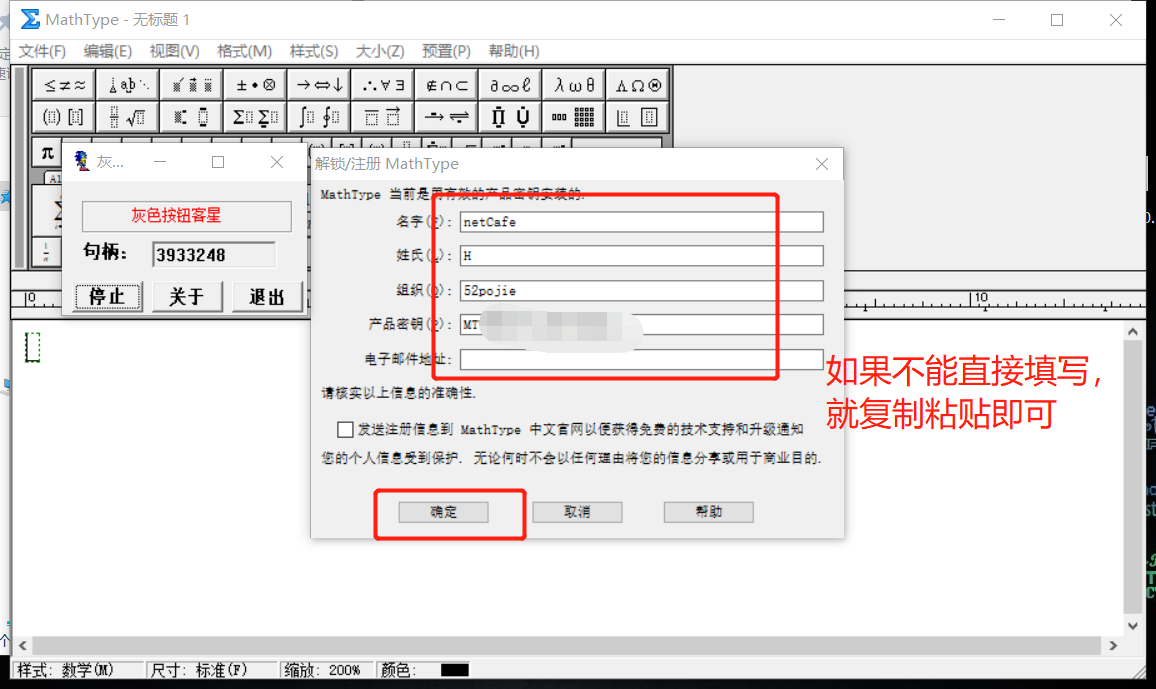 MathType - 无标题 1
文件(F) 编辑(E) 视图(V) 格式(M) 样式(S) 大小(Z) 预置(P) 帮助(H)
灰...
灰色按钮客星
句柄: 3933248
停止 关于 退出
解锁/注册 MathType
MathType 当前是用有效的产品密钥安装的.
名字(F): netCafe
姓氏(L): H
组织(O): 52pojie
产品密钥(P): MT
电子邮件地址:
请核实以上信息的准确性.
发送注册信息到 MathType 中文官网以便获得免费的技术支持和升级通知
您的个人信息受到保护. 无论何时不会以任何理由将您的信息分享或用于商业目的.
确定 取消 帮助
如果不能直接填写，
就复制粘贴即可
0 10
样式: 数学(M) 尺寸: 标准(F) 缩放: 200% 颜色: